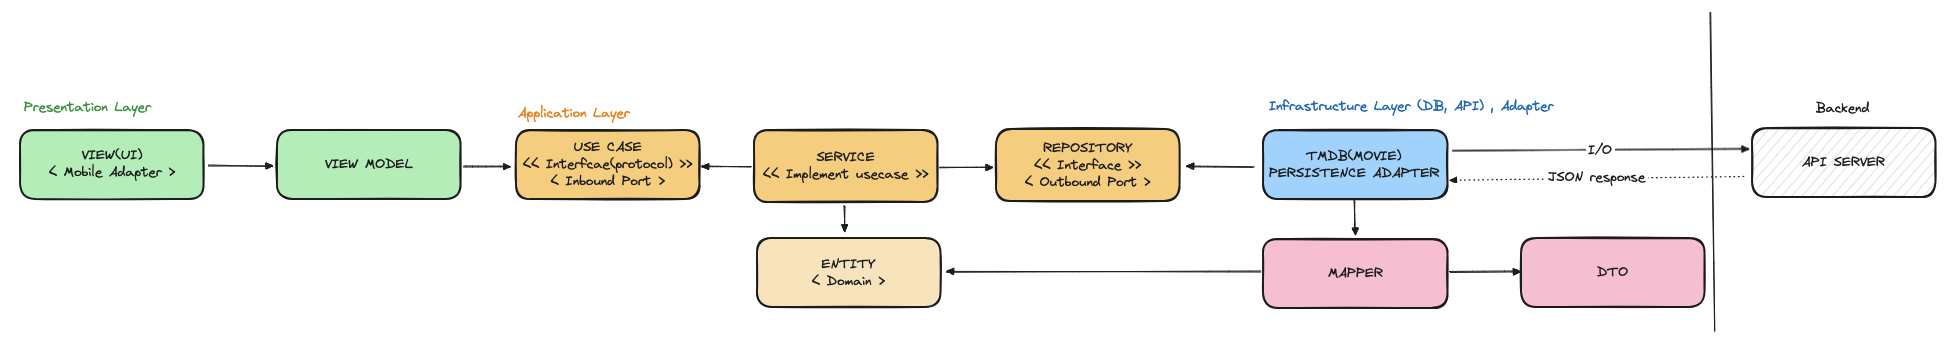 Presentation Layer
VIEW(UI)
< Mobile Adapter >
VIEW MODEL
Application Layer
USE CASE
<< Interfcae(protocol) >>
< Inbound Port >
SERVICE
<< Implement usecase >>
REPOSITORY
<< Interface >>
< Outbound Port >
Infrastructure Layer (DB, API) , Adapter
TMDB(MOVIE)
PERSISTENCE ADAPTER
I/O
JSON response
Backend
API SERVER
ENTITY
< Domain >
MAPPER
DTO